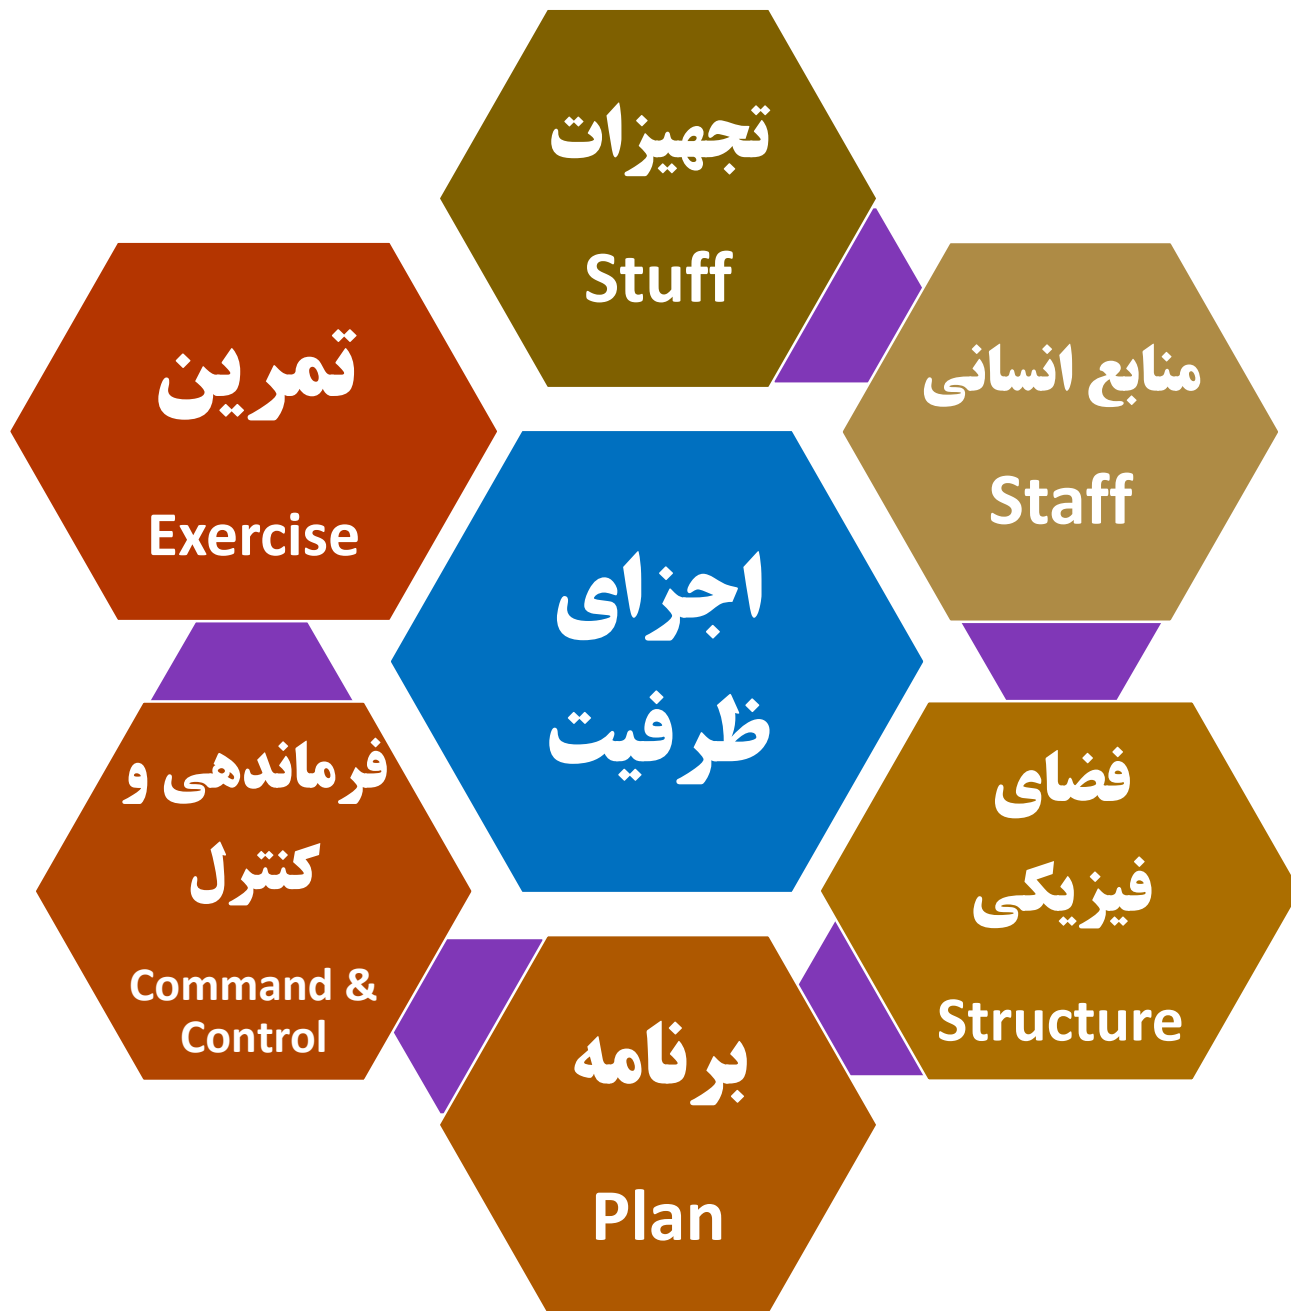 تجهیزات
Stuff
منابع انسانی
Staff
فضای
فیزیکی
Structure
برنامه
Plan
فرماندهی و
کنترل
Command &
Control
تمرین
Exercise
اجزای
ظرفیت